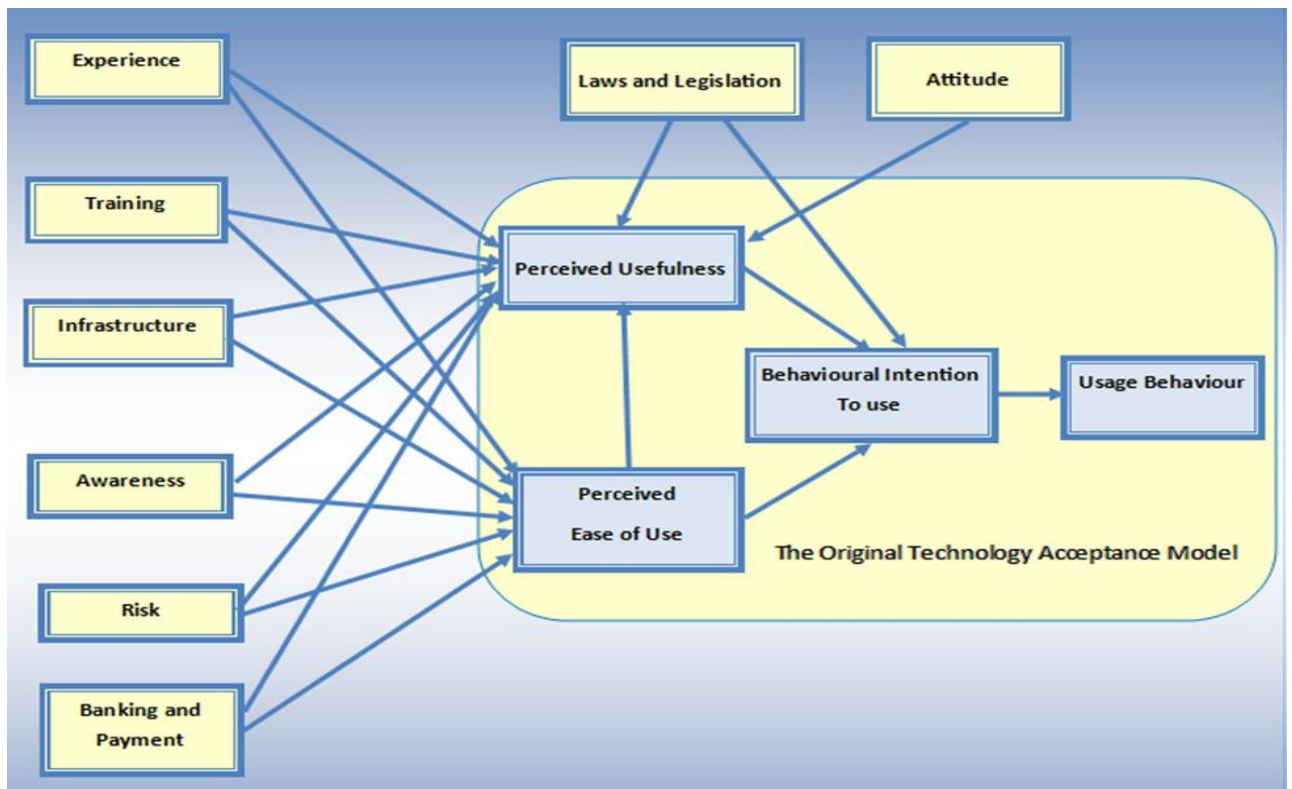 Experience
Laws and Legislation
Attitude
Training
Perceived Usefulness
Infrastructure
Behavioural Intention
To use
Usage Behaviour
Awareness
Perceived
Ease of Use
The Original Technology Acceptance Model
Risk
Banking and
Payment